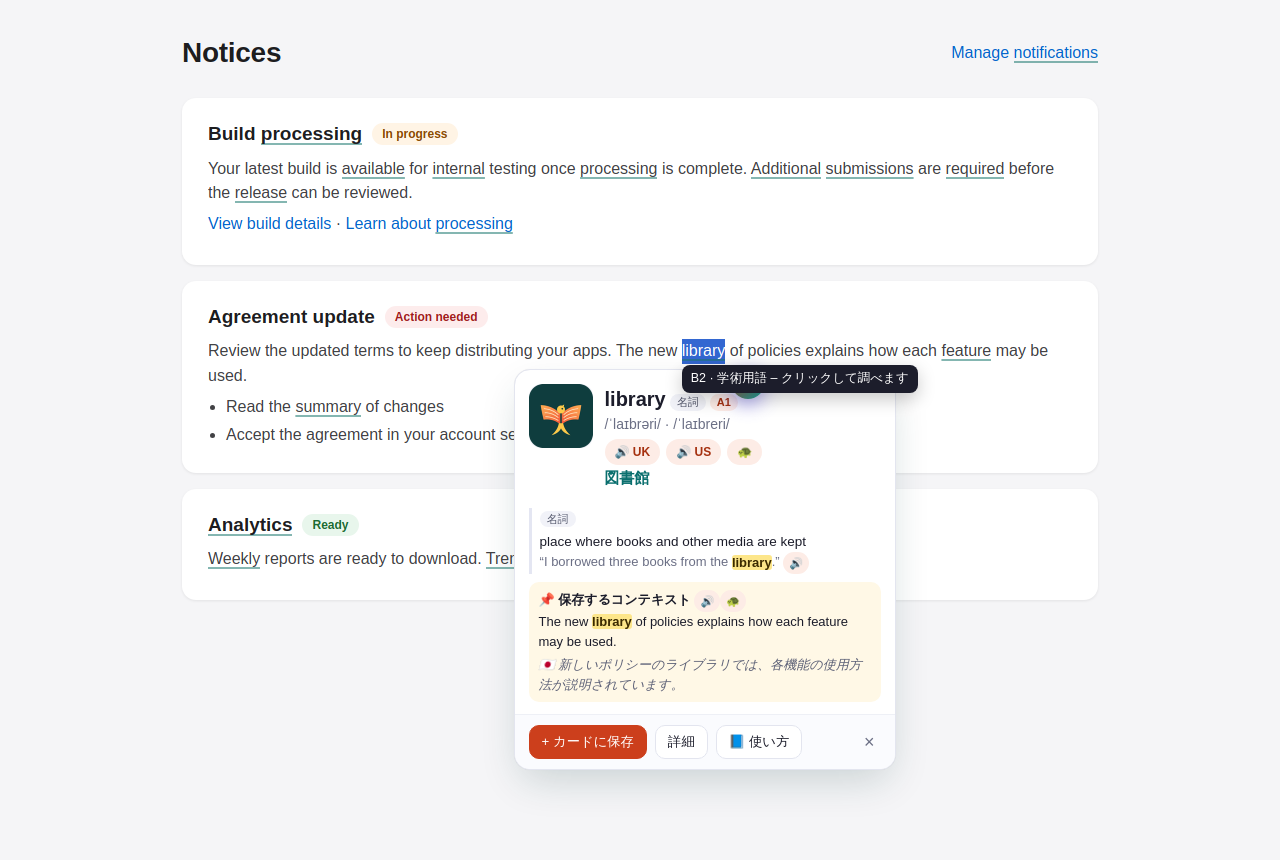 Notices
Manage notifications
Build processing In progress
Your latest build is available for internal testing once processing is complete. Additional submissions are required before
the release can be reviewed.
View build details · Learn about processing
Agreement update Action needed
Review the updated terms to keep distributing your apps. The new library of policies explains how each feature may be
used.
B2 · 学術用語 – クリックして調べます
Read the summary of changes
Accept the agreement in your account
Analytics Ready
Weekly reports are ready to download.
library 名詞 A1
/ˈlaɪbrəri/ · /ˈlaɪbreri/
🔊 UK 🔊 US 🐢
図書館
名詞
place where books and other media are kept
“I borrowed three books from the library.” 🔊
📌 保存するコンテキスト 🔊 🐢
The new library of policies explains how each feature
may be used.
🇯🇵 新しいポリシーのライブラリでは、各機能の使用方
法が説明されています。
+ カードに保存 詳細 📘 使い方 ×